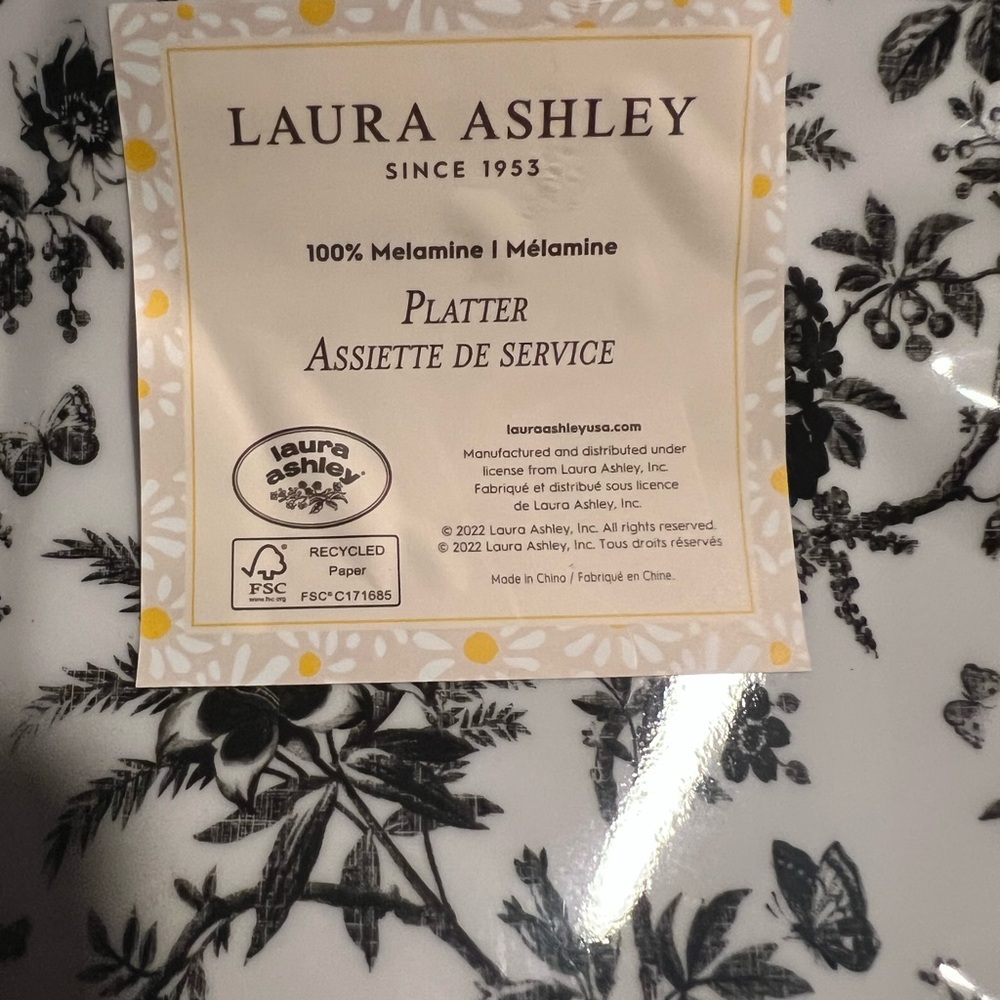 LAURA ASHLEY
SINCE 1953
100% Melamine | Mélamine
PLATTER
ASSIETTE DE SERVICE
laura
ashley®
FSC®
www.fsc.org
RECYCLED
Paper
FSC® C171685
lauraashleyusa.com
Manufactured and distributed under
license from Laura Ashley, Inc.
Fabriqué et distribué sous licence
de Laura Ashley, Inc.
© 2022 Laura Ashley, Inc. All rights reserved.
© 2022 Laura Ashley, Inc. Tous droits réservés
Made in China / Fabriqué en Chine.